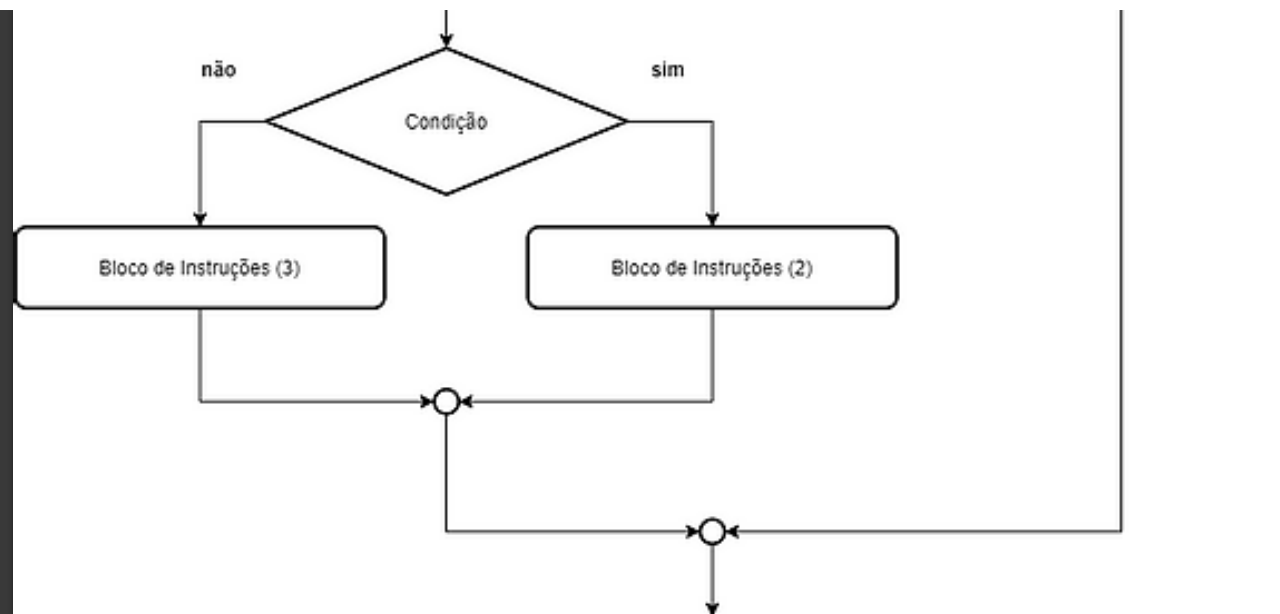 não
sim
Condição
Bloco de Instruções (3)
Bloco de Instruções (2)